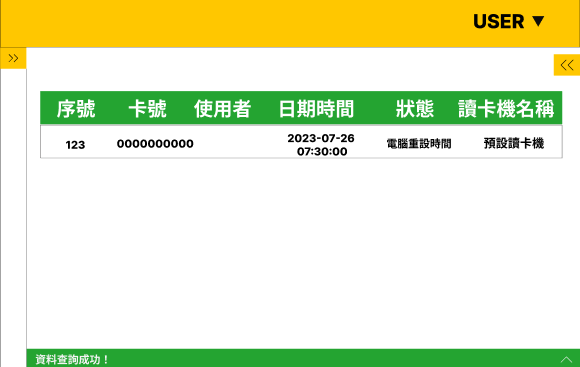 USER ▼
序號 卡號 使用者 日期時間 狀態 讀卡機名稱
123 0000000000 2023-07-26 07:30:00 電腦重設時間 預設讀卡機
資料查詢成功！